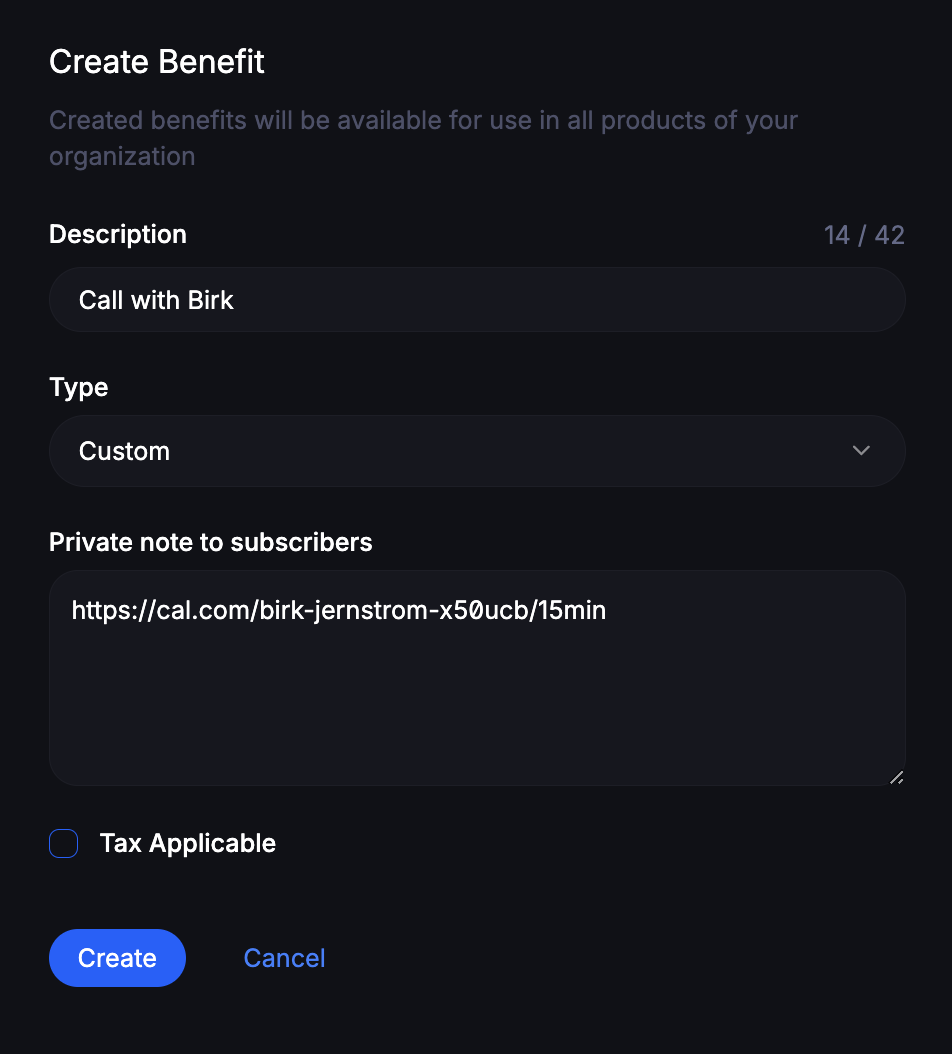 Create Benefit
Created benefits will be available for use in all products of your
organization
Description
14 / 42
Call with Birk
Type
Custom
Private note to subscribers
https://cal.com/birk-jernstrom-x50ucb/15min
Tax Applicable
Create
Cancel